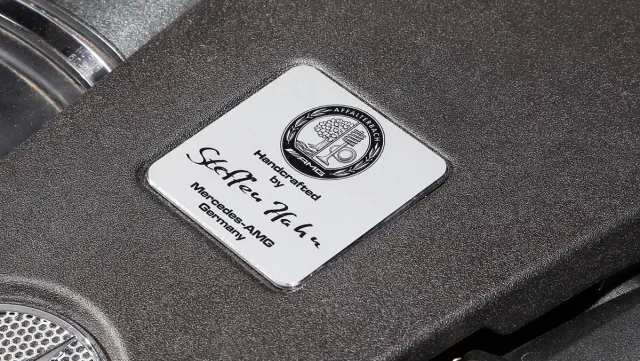 AFFALTERBACH
AMG
Handcrafted
by
Steffen Hahn
Mercedes-AMG
Germany